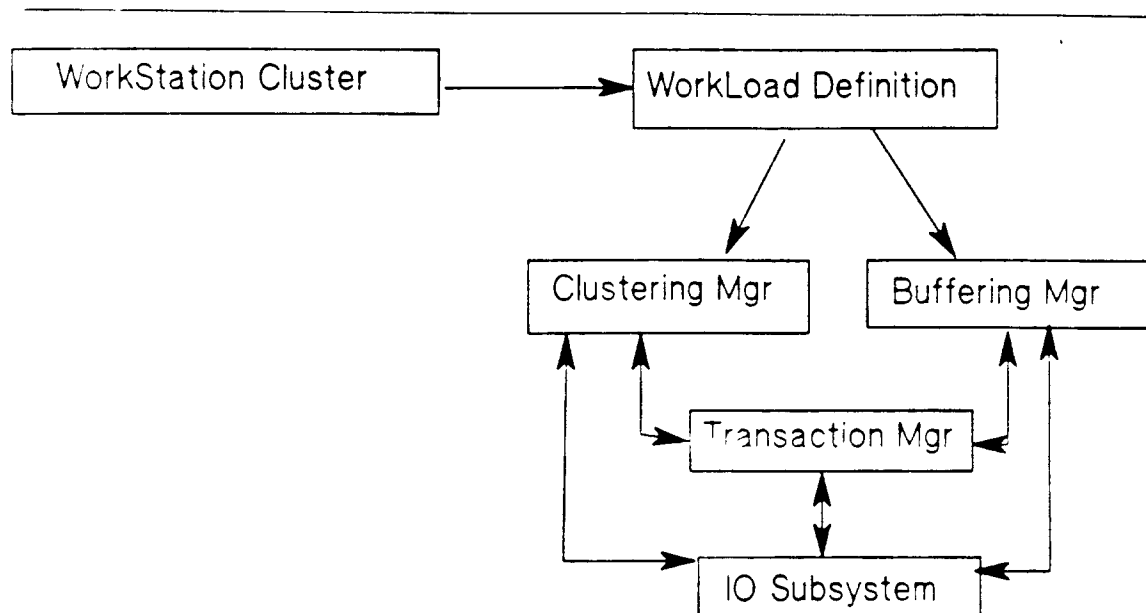 WorkStation Cluster
WorkLoad Definition
Clustering Mgr
Buffering Mgr
Transaction Mgr
IO Subsystem